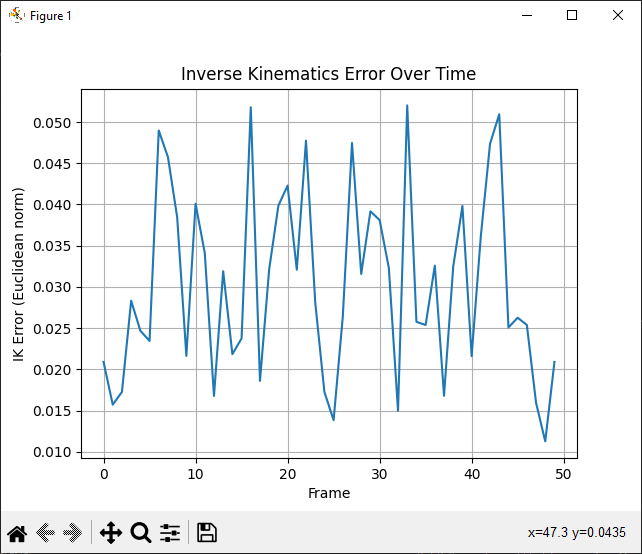 Figure 1
Inverse Kinematics Error Over Time
IK Error (Euclidean norm)
0.050
0.045
0.040
0.035
0.030
0.025
0.020
0.015
0.010
0 10 20 30 40 50
Frame
x=47.3 y=0.0435